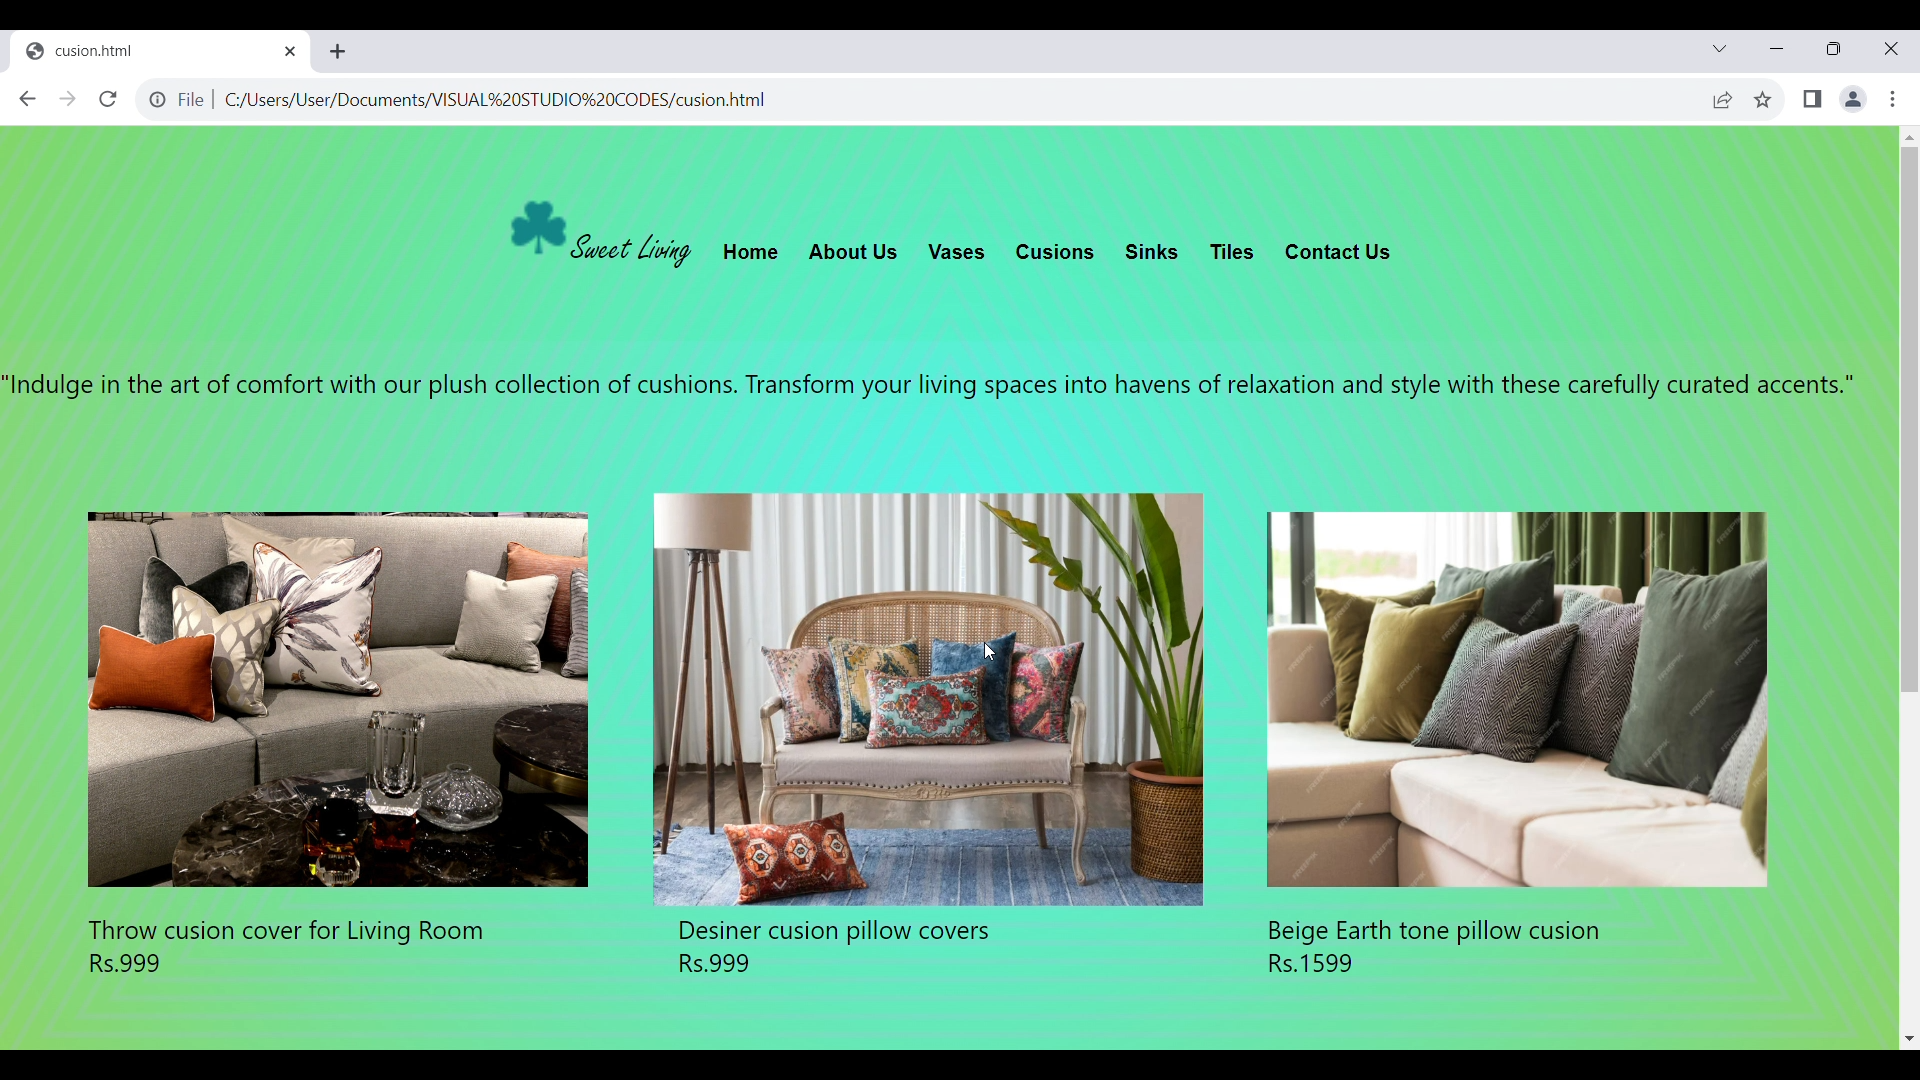 cusion.html
File
C:/Users/User/Documents/VISUAL%20STUDIO%20CODES/cusion.html
Sweet Living Home About Us Vases Cusions Sinks Tiles Contact Us
"Indulge in the art of comfort with our plush collection of cushions. Transform your living spaces into havens of relaxation and style with these carefully curated accents."
Throw cusion cover for Living Room
Rs.999
Desiner cusion pillow covers
Rs.999
Beige Earth tone pillow cusion
Rs.1599